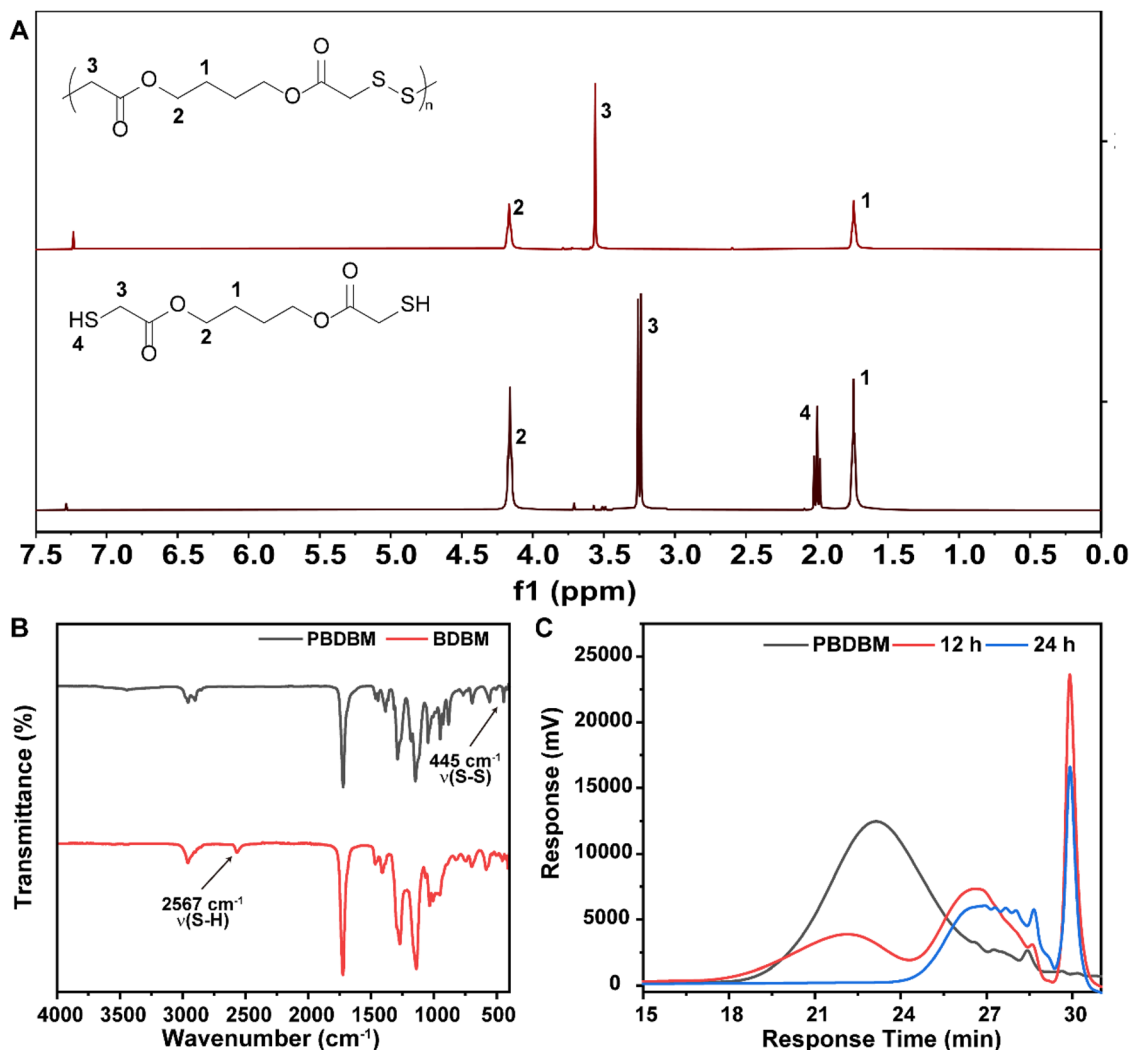 A
3
1
O
O
O
2
O
O
S
S
n
2
3
1
4
3
1
O
HS
O
SH
4
2
O
O
2
3
4
1
7.5 7.0 6.5 6.0 5.5 5.0 4.5 4.0 3.5 3.0 2.5 2.0 1.5 1.0 0.5 0.0
f1 (ppm)
B
PBDBM BDBM
445 cm⁻¹
ν(S-S)
2567 cm⁻¹
ν(S-H)
Transmittance (%)
4000 3500 3000 2500 2000 1500 1000 500
Wavenumber (cm⁻¹)
C
PBDBM 12 h 24 h
25000
20000
15000
10000
5000
0
Response (mV)
15 18 21 24 27 30
Response Time (min)